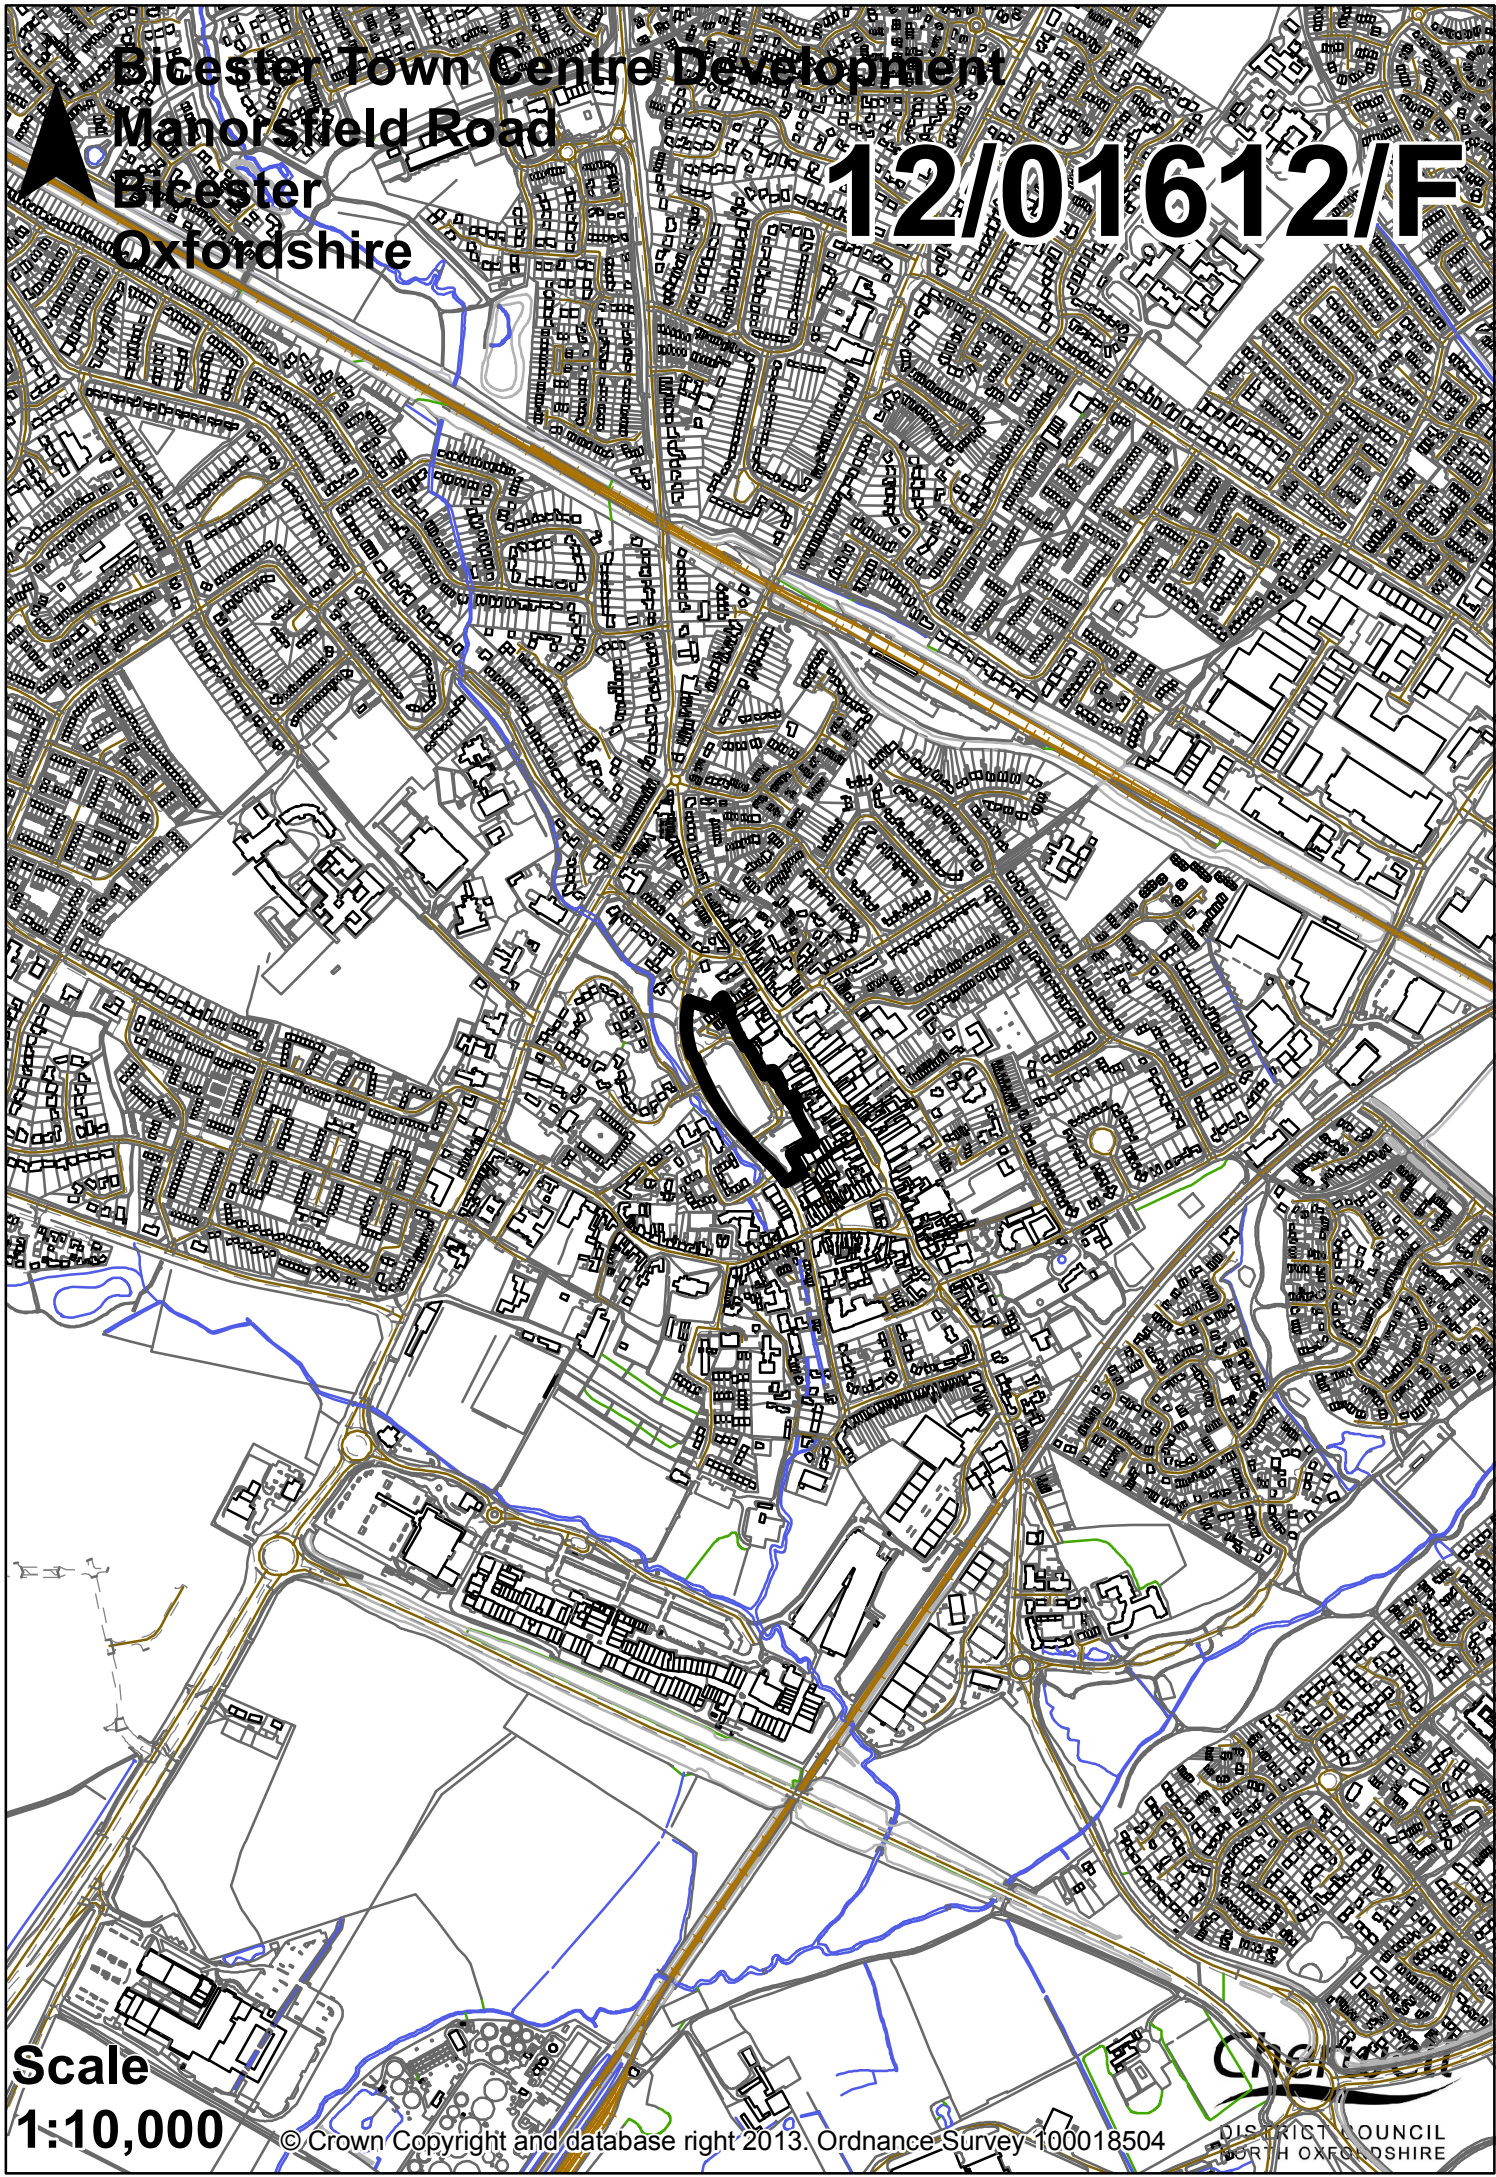 Bicester Town Centre Development
Manorsfield Road
Bicester
Oxfordshire
12/01612/F
Scale
1:10,000
© Crown Copyright and database right 2013. Ordnance Survey 100018504
Cherwell
DISTRICT COUNCIL
NORTH OXFORDSHIRE